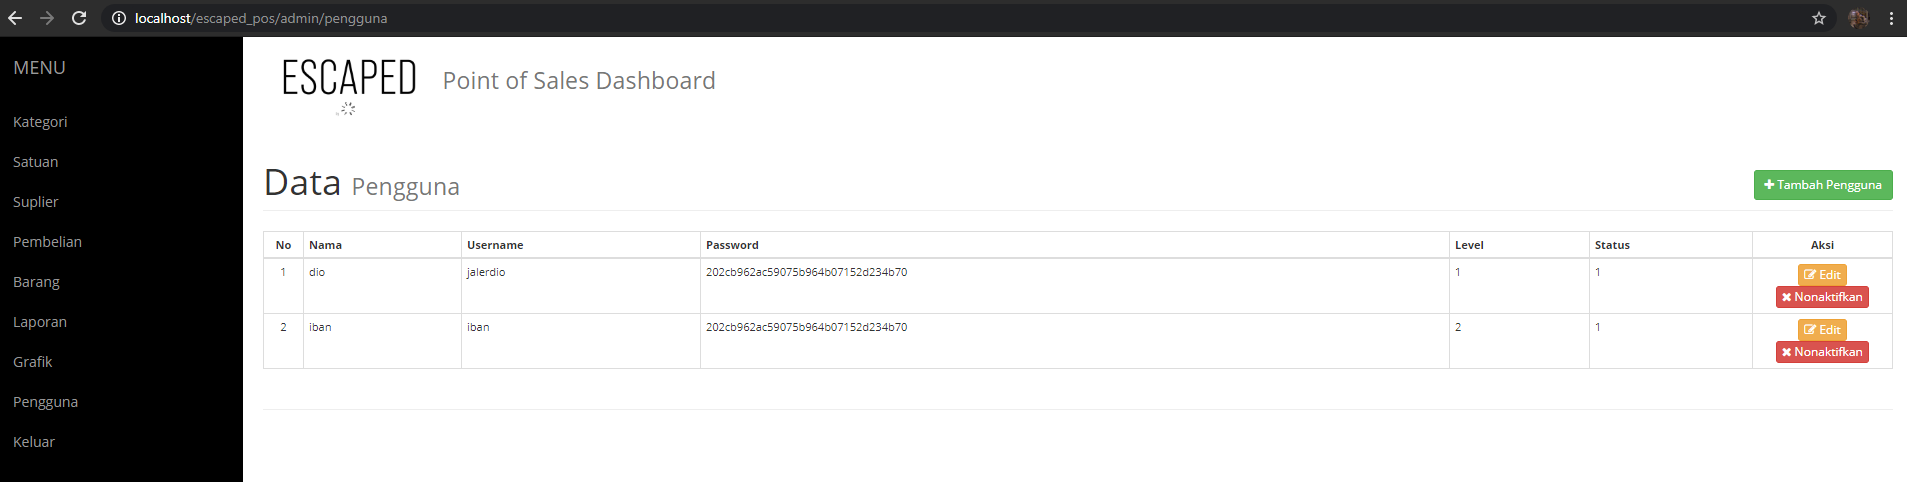 localhost/escaped_pos/admin/pengguna
MENU
Kategori
Satuan
Suplier
Pembelian
Barang
Laporan
Grafik
Pengguna
Keluar
ESCAPED Point of Sales Dashboard
Data Pengguna
Tambah Pengguna
No Nama Username Password Level Status Aksi
1 dio jalerdio 202cb962ac59075b964b07152d234b70 1 1 Edit
Nonaktifkan
2 iban iban 202cb962ac59075b964b07152d234b70 2 1 Edit
Nonaktifkan